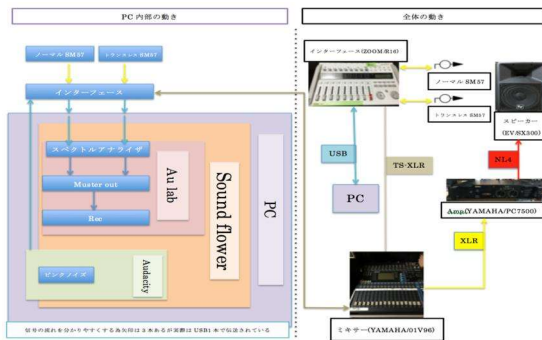 PC 内部の動き
ノーマル SM57
トランスレス SM57
インターフェース
スペクトルアナライザ
Master out
Rec
Au lab
Sound flower
PC
ピンクノイズ
Audacity
信号の流れを分かりやすくする為矢印は3本あるが実際はUSB1本で伝送されている
全体の動き
インターフェース(ZOOM/R16)
ノーマル SM57
トランスレス SM57
スピーカー
(EV/SX300)
USB
TS-XLR
NL4
PC
Amp(YAMAHA/PC7500)
XLR
ミキサー(YAMAHA/01V96)